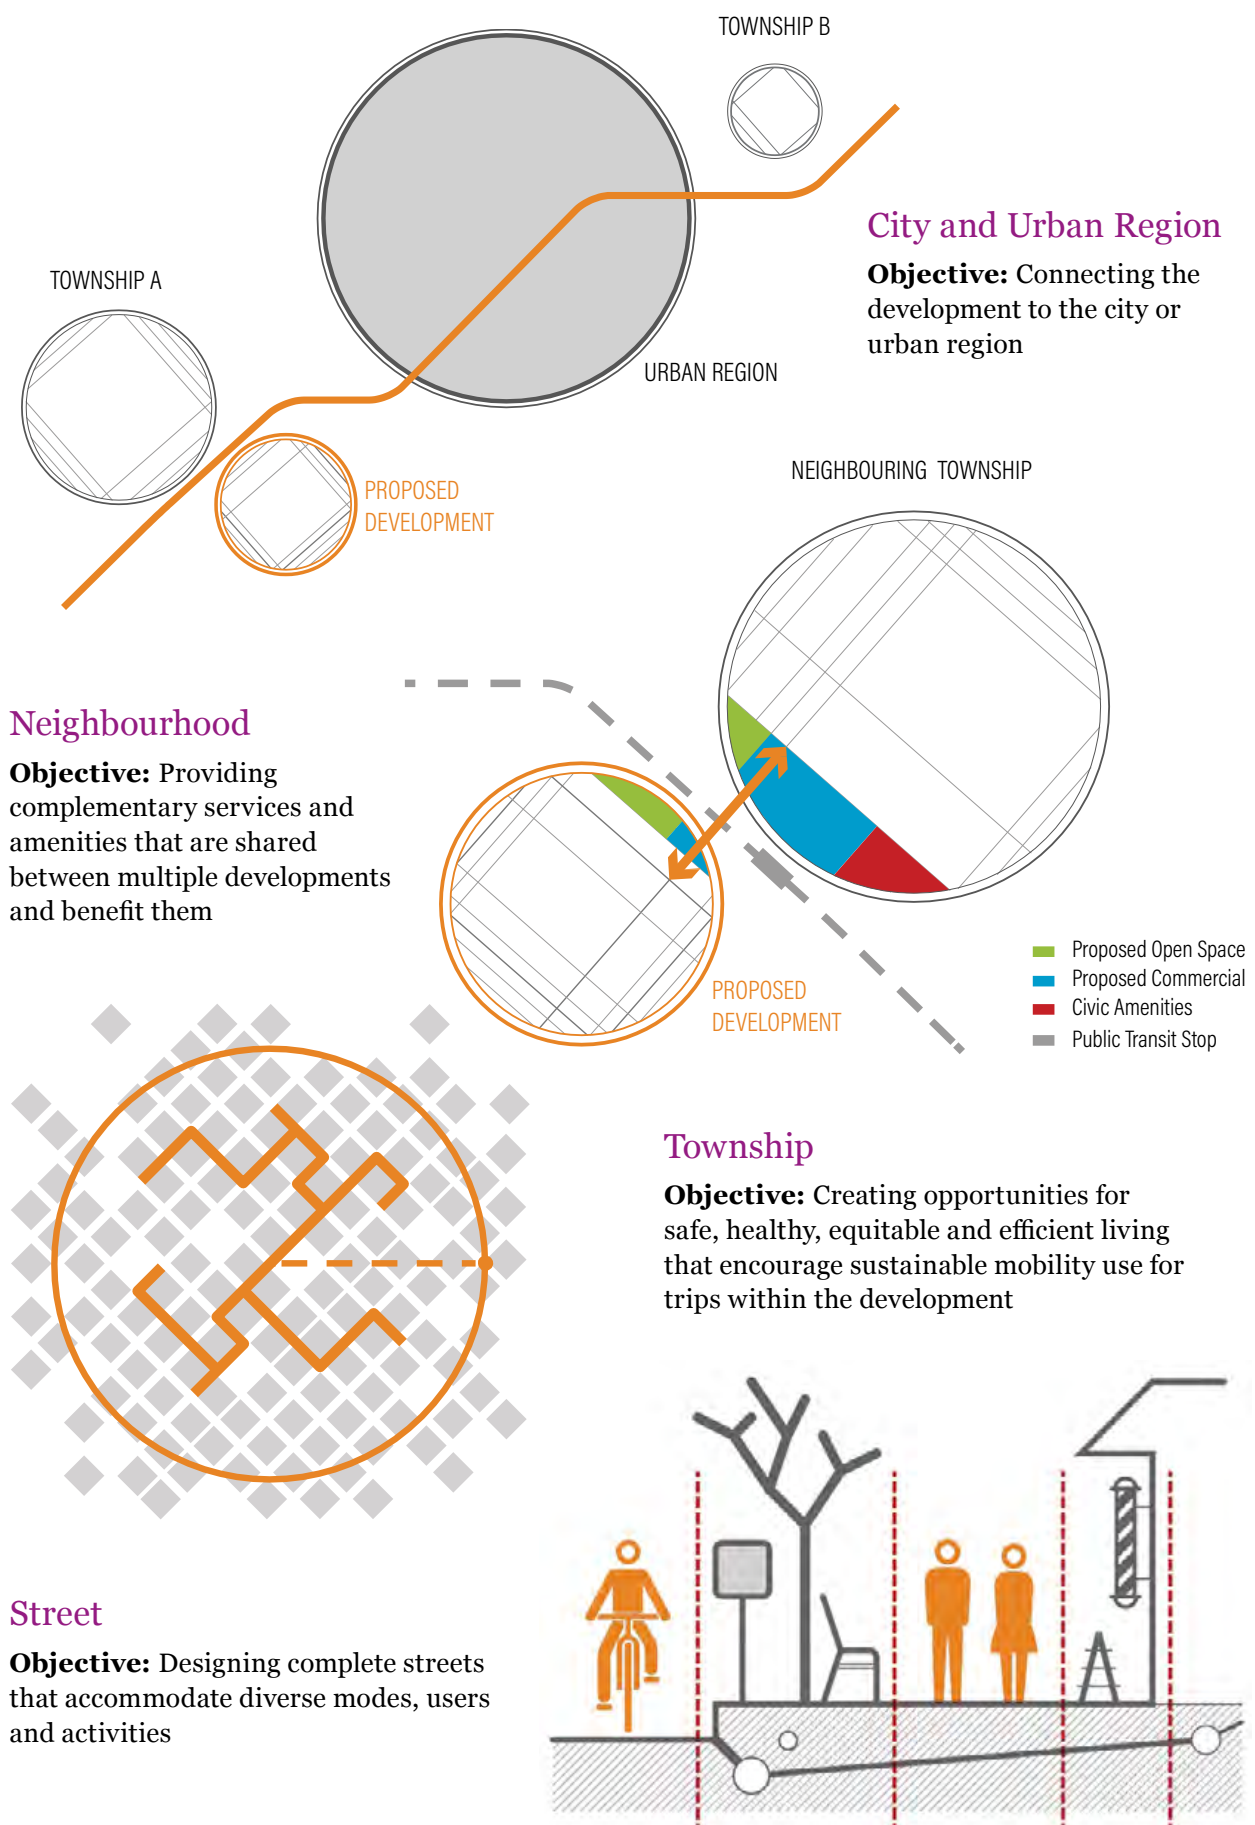 TOWNSHIP B
City and Urban Region
Objective: Connecting the
development to the city or
urban region
TOWNSHIP A
URBAN REGION
PROPOSED
DEVELOPMENT
NEIGHBOURING TOWNSHIP
Neighbourhood
Objective: Providing
complementary services and
amenities that are shared
between multiple developments
and benefit them
PROPOSED
DEVELOPMENT
Proposed Open Space
Proposed Commercial
Civic Amenities
Public Transit Stop
Township
Objective: Creating opportunities for
safe, healthy, equitable and efficient living
that encourage sustainable mobility use for
trips within the development
Street
Objective: Designing complete streets
that accommodate diverse modes, users
and activities